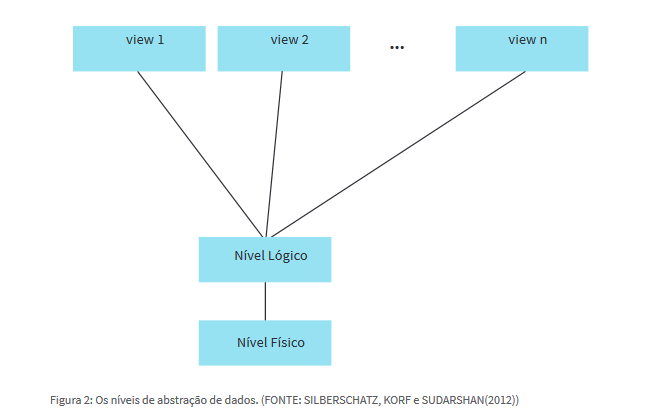 view 1
view 2
...
view n
Nível Lógico
Nível Físico
Figura 2: Os níveis de abstração de dados. (FONTE: SILBERSCHATZ, KORF e SUDARSHAN(2012))